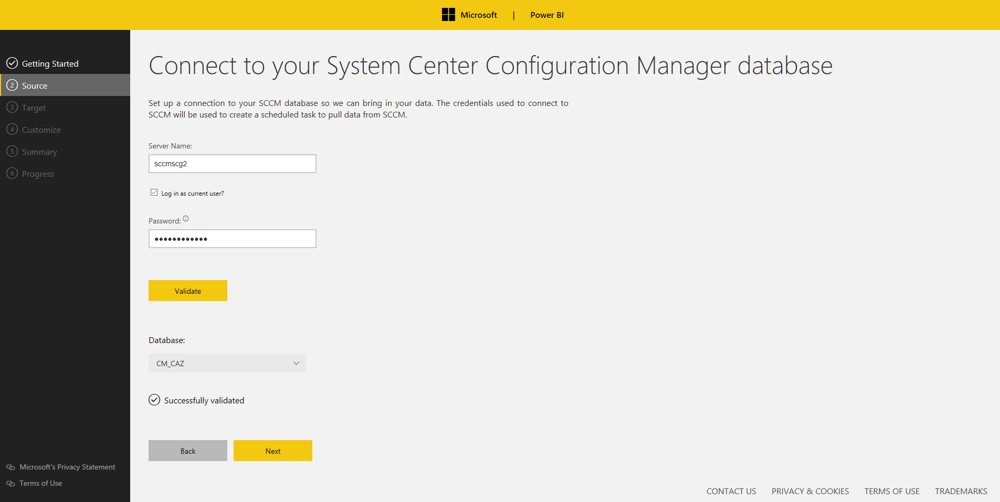 Microsoft | Power BI
Getting Started
2 Source
3 Target
4 Customize
5 Summary
6 Progress
Microsoft's Privacy Statement
Terms of Use
Connect to your System Center Configuration Manager database
Set up a connection to your SCCM database so we can bring in your data. The credentials used to connect to
SCCM will be used to create a scheduled task to pull data from SCCM.
Server Name:
sccmscg2
Log in as current user?
Password:
••••••••••••
Validate
Database:
CM_CAZ
Successfully validated
Back Next
CONTACT US PRIVACY & COOKIES TERMS OF USE TRADEMARKS